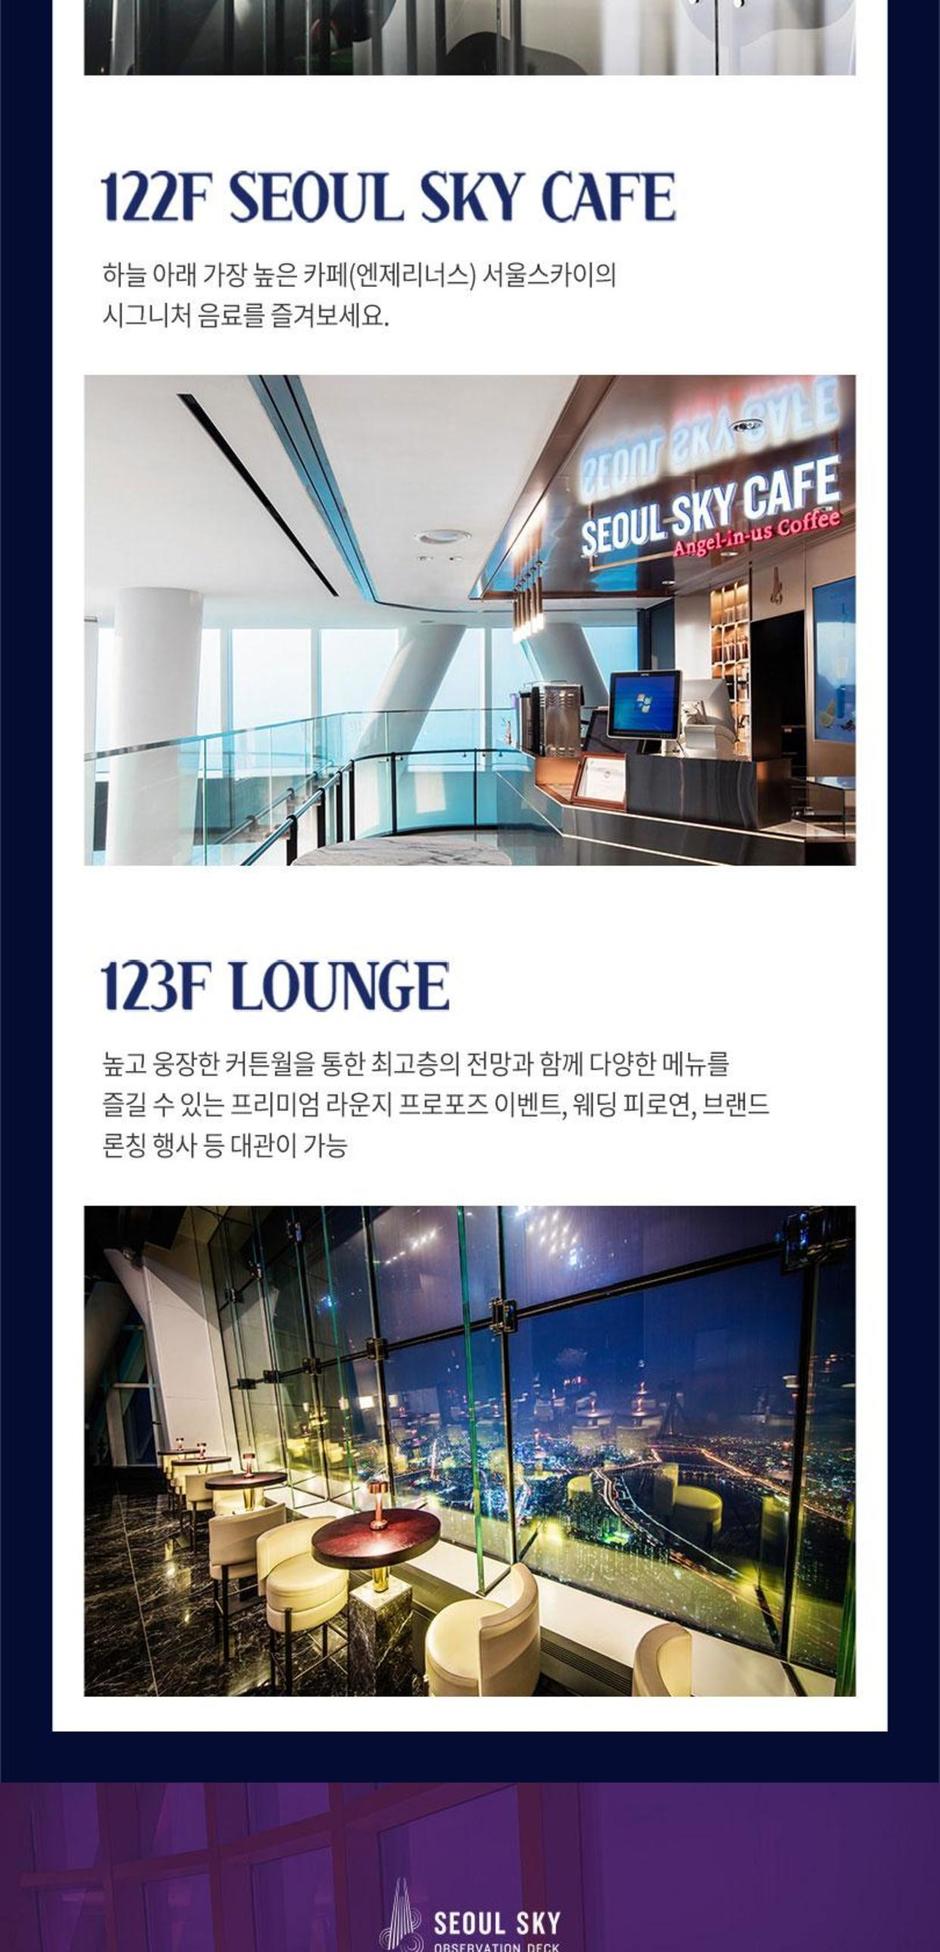 122F SEOUL SKY CAFE
하늘 아래 가장 높은 카페(엔제리너스) 서울스카이의
시그니처 음료를 즐겨보세요.
SEOUL SKY CAFE
SEOUL SKY CAFE
Angel-in-us Coffee
123F LOUNGE
높고 웅장한 커튼월을 통한 최고층의 전망과 함께 다양한 메뉴를
즐길 수 있는 프리미엄 라운지 프로포즈 이벤트, 웨딩 피로연, 브랜드
론칭 행사 등 대관이 가능
SEOUL SKY
OBSERVATION DECK